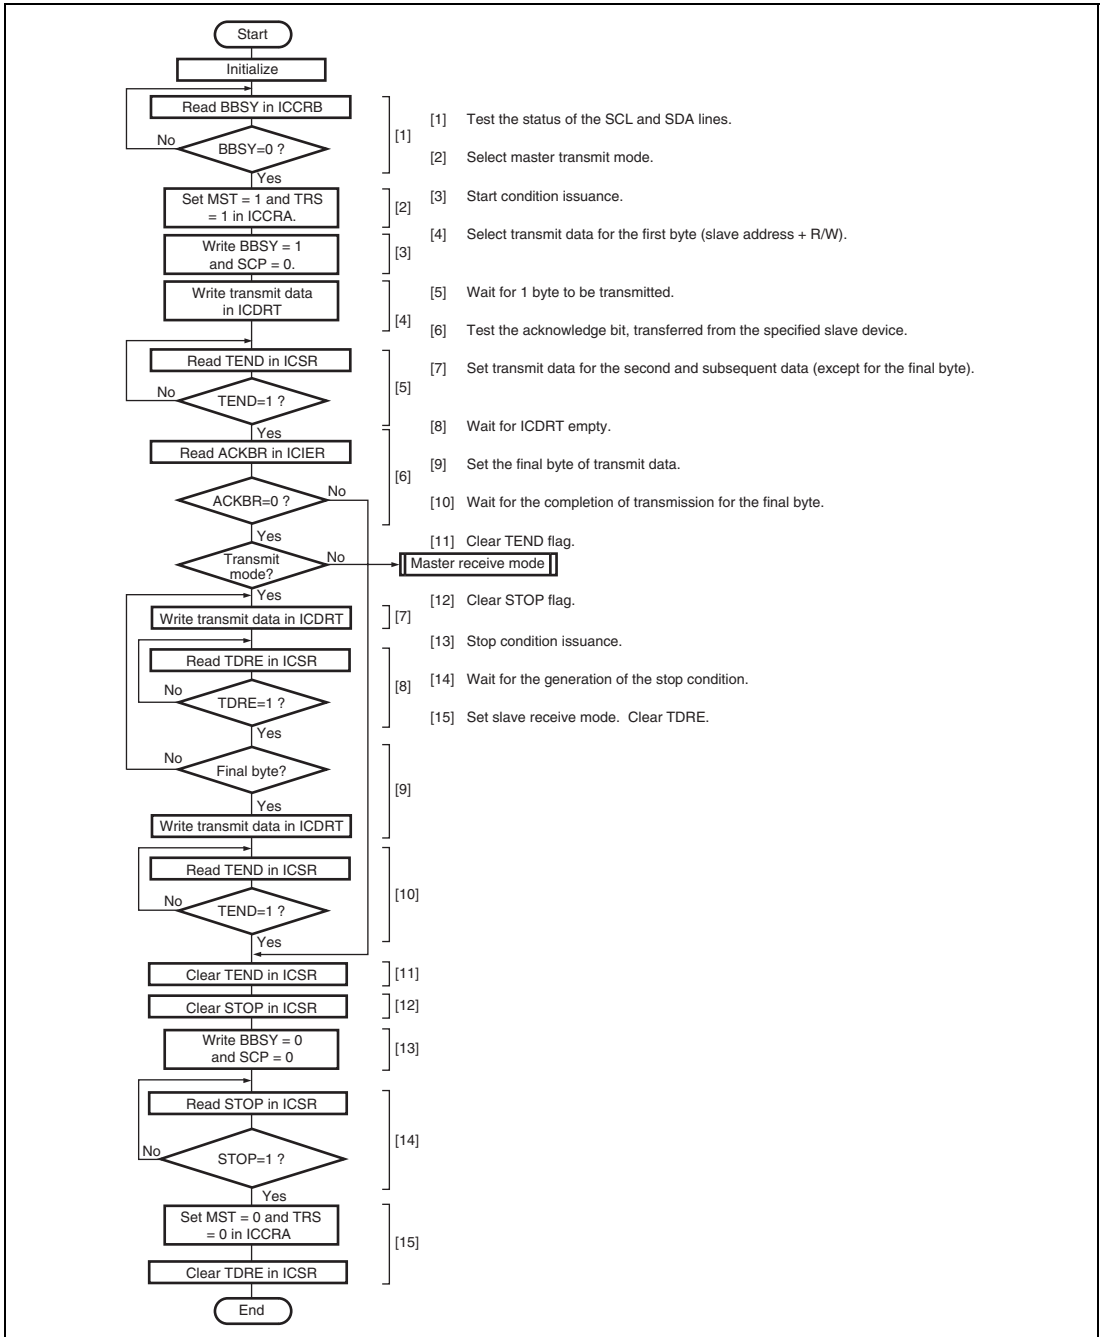 Start
Initialize
Read BBSY in ICCRB
BBSY=0 ?
No
Yes
[1]
Set MST = 1 and TRS
= 1 in ICCRA.
[2]
Write BBSY = 1
and SCP = 0.
[3]
Write transmit data
in ICDRT
[4]
Read TEND in ICSR
No
TEND=1 ?
Yes
[5]
Read ACKBR in ICIER
[6]
ACKBR=0 ?
No
Yes
Transmit
mode?
No
Master receive mode
Yes
Write transmit data in ICDRT
[7]
Read TDRE in ICSR
No
TDRE=1 ?
Yes
[8]
No
Final byte?
Yes
[9]
Write transmit data in ICDRT
Read TEND in ICSR
No
TEND=1 ?
Yes
[10]
Clear TEND in ICSR
[11]
Clear STOP in ICSR
[12]
Write BBSY = 0
and SCP = 0
[13]
Read STOP in ICSR
No
STOP=1 ?
Yes
[14]
Set MST = 0 and TRS
= 0 in ICCRA
[15]
Clear TDRE in ICSR
End
[1] Test the status of the SCL and SDA lines.
[2] Select master transmit mode.
[3] Start condition issuance.
[4] Select transmit data for the first byte (slave address + R/W).
[5] Wait for 1 byte to be transmitted.
[6] Test the acknowledge bit, transferred from the specified slave device.
[7] Set transmit data for the second and subsequent data (except for the final byte).
[8] Wait for ICDRT empty.
[9] Set the final byte of transmit data.
[10] Wait for the completion of transmission for the final byte.
[11] Clear TEND flag.
[12] Clear STOP flag.
[13] Stop condition issuance.
[14] Wait for the generation of the stop condition.
[15] Set slave receive mode. Clear TDRE.